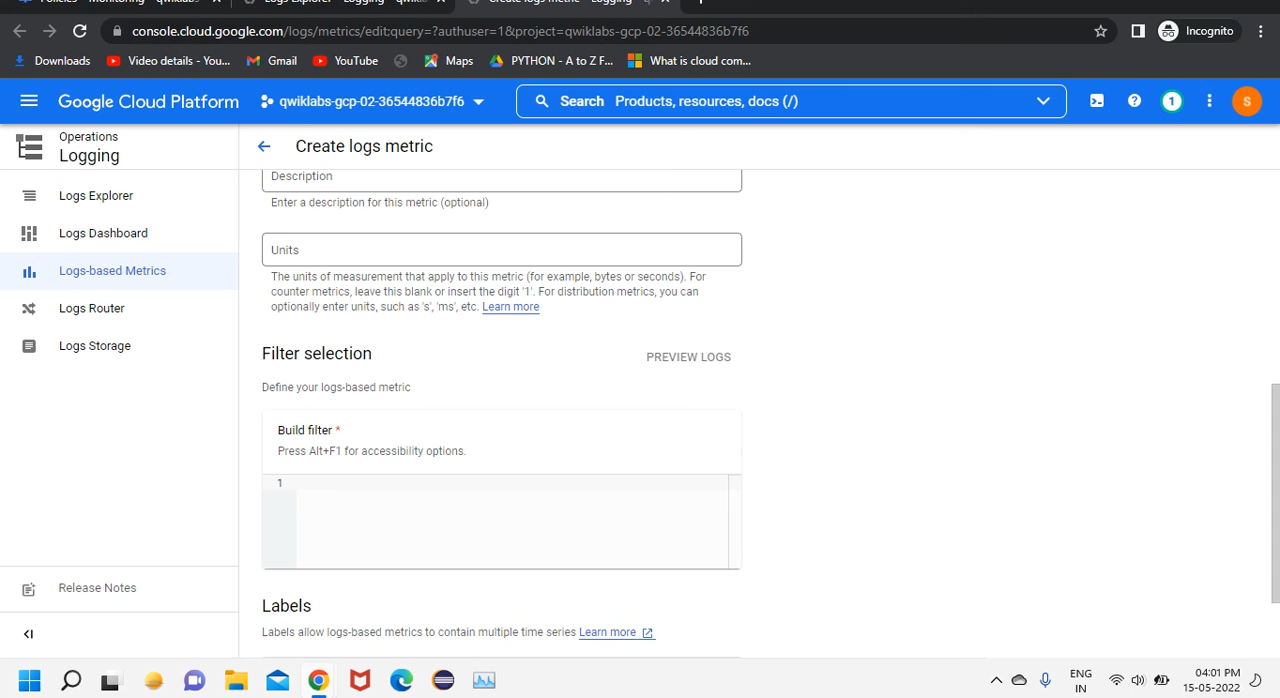 Policies - Monitoring - qwiklabs
Logs Explorer - Logging - qwikl
Create logs metric - Logging - q
console.cloud.google.com/logs/metrics/edit:query=?authuser=1&project=qwiklabs-gcp-02-36544836b7f6
Incognito
Downloads
Video details - You...
Gmail
YouTube
Maps
PYTHON - A to Z F...
What is cloud com...
Google Cloud Platform
qwiklabs-gcp-02-36544836b7f6
Search Products, resources, docs (/)
1
S
Operations
Logging
Create logs metric
Logs Explorer
Logs Dashboard
Logs-based Metrics
Logs Router
Logs Storage
Release Notes
Description
Enter a description for this metric (optional)
Units
The units of measurement that apply to this metric (for example, bytes or seconds). For
counter metrics, leave this blank or insert the digit '1'. For distribution metrics, you can
optionally enter units, such as 's', 'ms', etc. Learn more
Filter selection
PREVIEW LOGS
Define your logs-based metric
Build filter *
Press Alt+F1 for accessibility options.
1
Labels
Labels allow logs-based metrics to contain multiple time series Learn more
ENG
IN
04:01 PM
15-05-2022